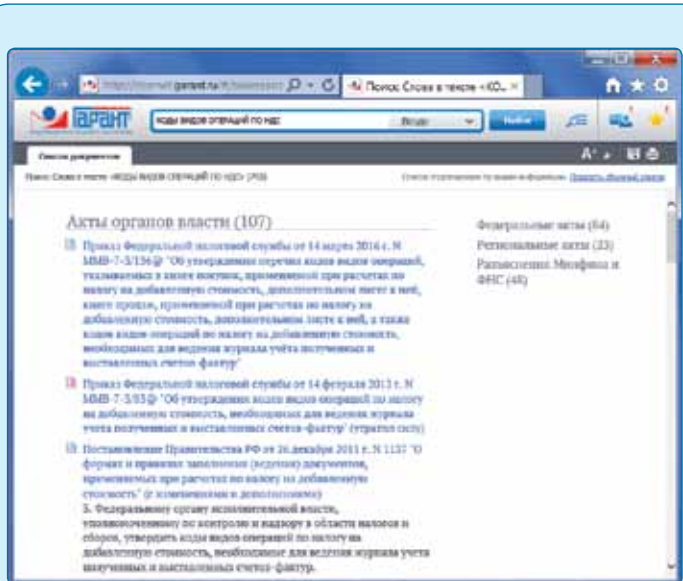 garant.ru
Поиск: Слова в тексте «КО...
ГАРАНТ
коды видов операций по ндс
Везде
Найти
Список документов
Поиск: Слова в тексте «КОДЫ ВИДОВ ОПЕРАЦИЙ ПО НДС»
Акты органов власти (107)
Приказ Федеральной налоговой службы от 14 марта 2016 г. N
ММВ-7-3/136@ "Об утверждении перечня кодов видов операций,
указываемых в книге покупок, применяемой при расчетах по
налогу на добавленную стоимость, дополнительном листе к ней,
книге продаж, применяемой при расчетах по налогу на
добавленную стоимость, дополнительном листе к ней, а также
кодов видов операций по налогу на добавленную стоимость,
необходимых для ведения журнала учёта полученных и
выставленных счетов-фактур"
Приказ Федеральной налоговой службы от 14 февраля 2012 г. N
ММВ-7-3/83@ "Об утверждении кодов видов операций по налогу
на добавленную стоимость, необходимых для ведения журнала
учета полученных и выставленных счетов-фактур" (утратил силу)
Постановление Правительства РФ от 26 декабря 2011 г. N 1137 "О
формах и правилах заполнения (ведения) документов,
применяемых при расчетах по налогу на добавленную
стоимость" (с изменениями и дополнениями)
3. Федеральному органу исполнительной власти,
уполномоченному по контролю и надзору в области налогов и
сборов, утвердить коды видов операций по налогу на
добавленную стоимость, необходимые для ведения журнала учета
полученных и выставленных счетов-фактур.
Федеральные акты (64)
Региональные акты (23)
Разъяснения Минфина и
ФНС (48)